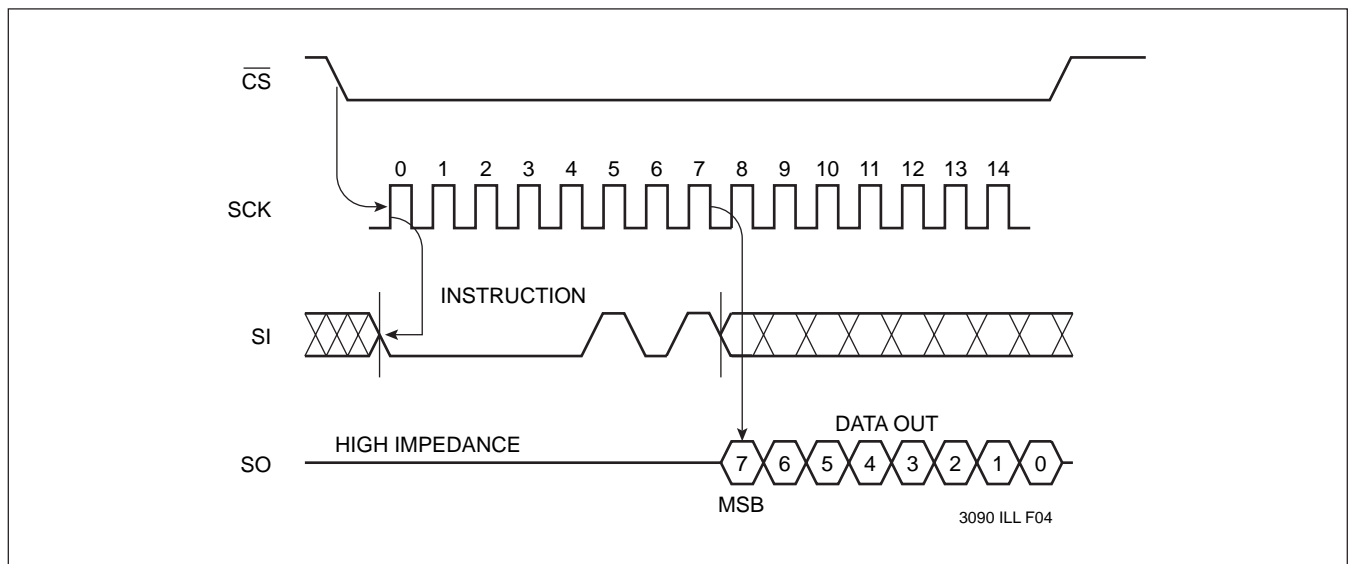 C̅S̅
0 1 2 3 4 5 6 7 8 9 10 11 12 13 14
SCK
INSTRUCTION
SI
DATA OUT
HIGH IMPEDANCE
SO
7 6 5 4 3 2 1 0
MSB
3090 ILL F04